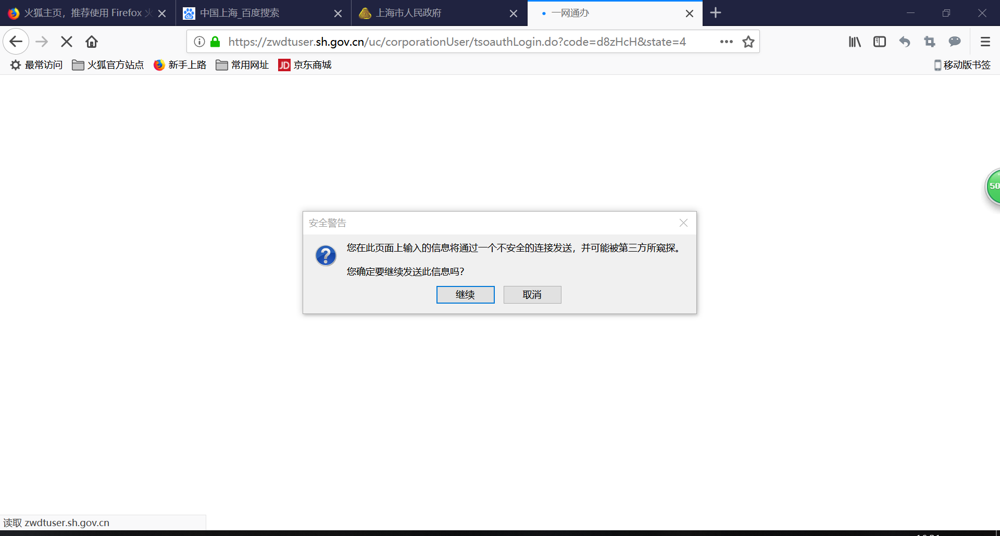 火狐主页，推荐使用 Firefox
中国上海_百度搜索
上海市人民政府
一网通办
https://zwdtuser.sh.gov.cn/uc/corporationUser/tsoauthLogin.do?code=d8zHcH&state=4
最常访问
火狐官方站点
新手上路
常用网址
JD 京东商城
移动版书签
50
安全警告
您在此页面上输入的信息将通过一个不安全的连接发送，并可能被第三方所窥探。
您确定要继续发送此信息吗？
继续
取消
读取 zwdtuser.sh.gov.cn